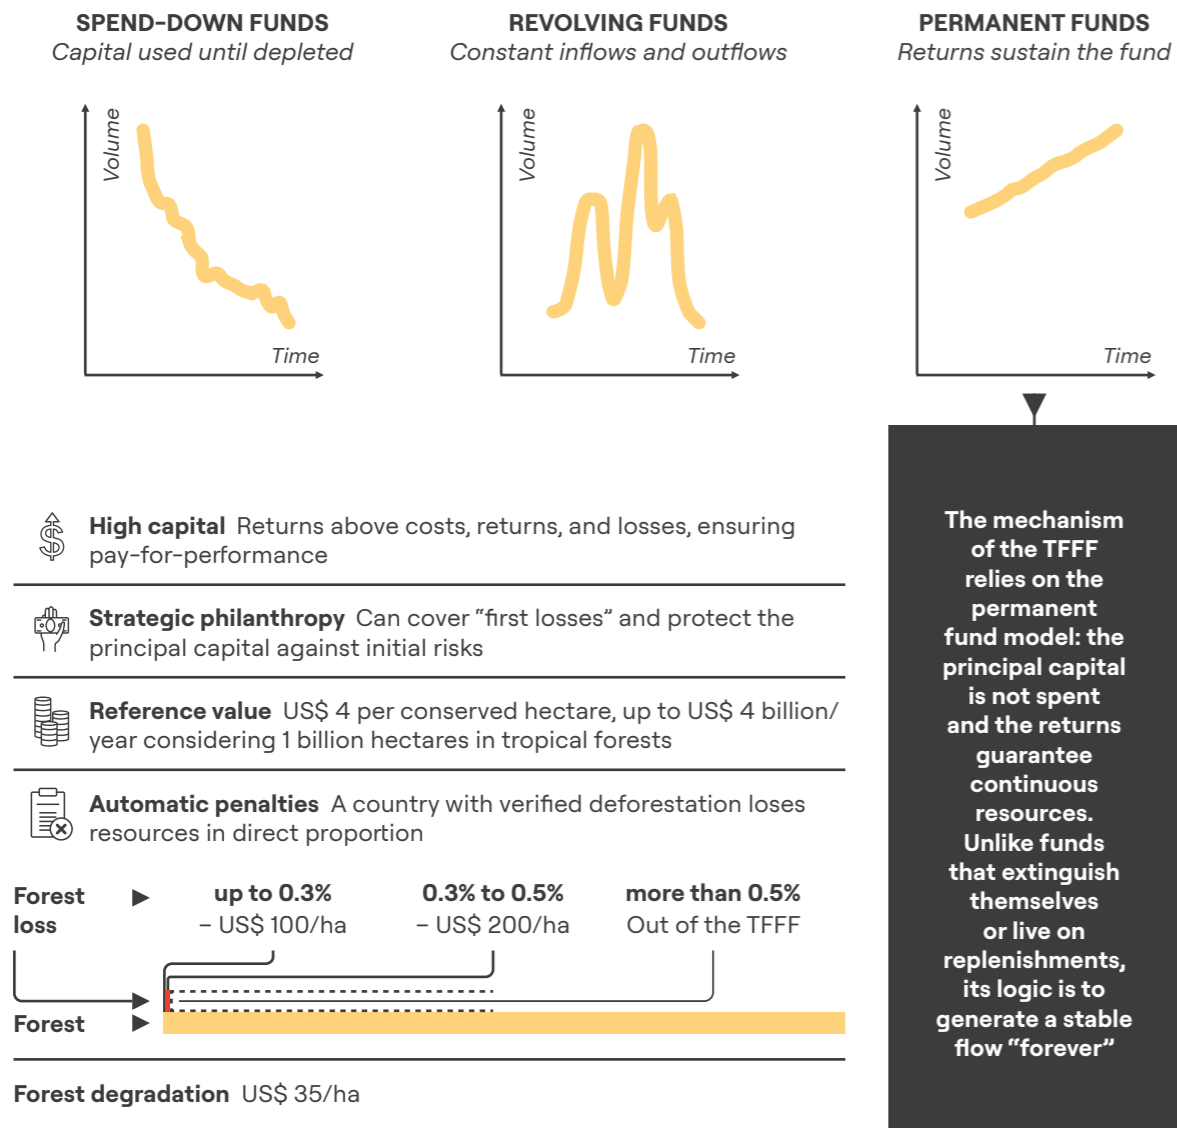 SPEND-DOWN FUNDS
Capital used until depleted
Volume
Time
REVOLVING FUNDS
Constant inflows and outflows
Volume
Time
PERMANENT FUNDS
Returns sustain the fund
Volume
Time
High capital Returns above costs, returns, and losses, ensuring
pay-for-performance
Strategic philanthropy Can cover “first losses” and protect the
principal capital against initial risks
Reference value US$ 4 per conserved hectare, up to US$ 4 billion/
year considering 1 billion hectares in tropical forests
Automatic penalties A country with verified deforestation loses
resources in direct proportion
Forest
loss
up to 0.3%
– US$ 100/ha
0.3% to 0.5%
– US$ 200/ha
more than 0.5%
Out of the TFFF
Forest
Forest degradation US$ 35/ha
The mechanism
of the TFFF
relies on the
permanent
fund model: the
principal capital
is not spent
and the returns
guarantee
continuous
resources.
Unlike funds
that extinguish
themselves
or live on
replenishments,
its logic is to
generate a stable
flow “forever”